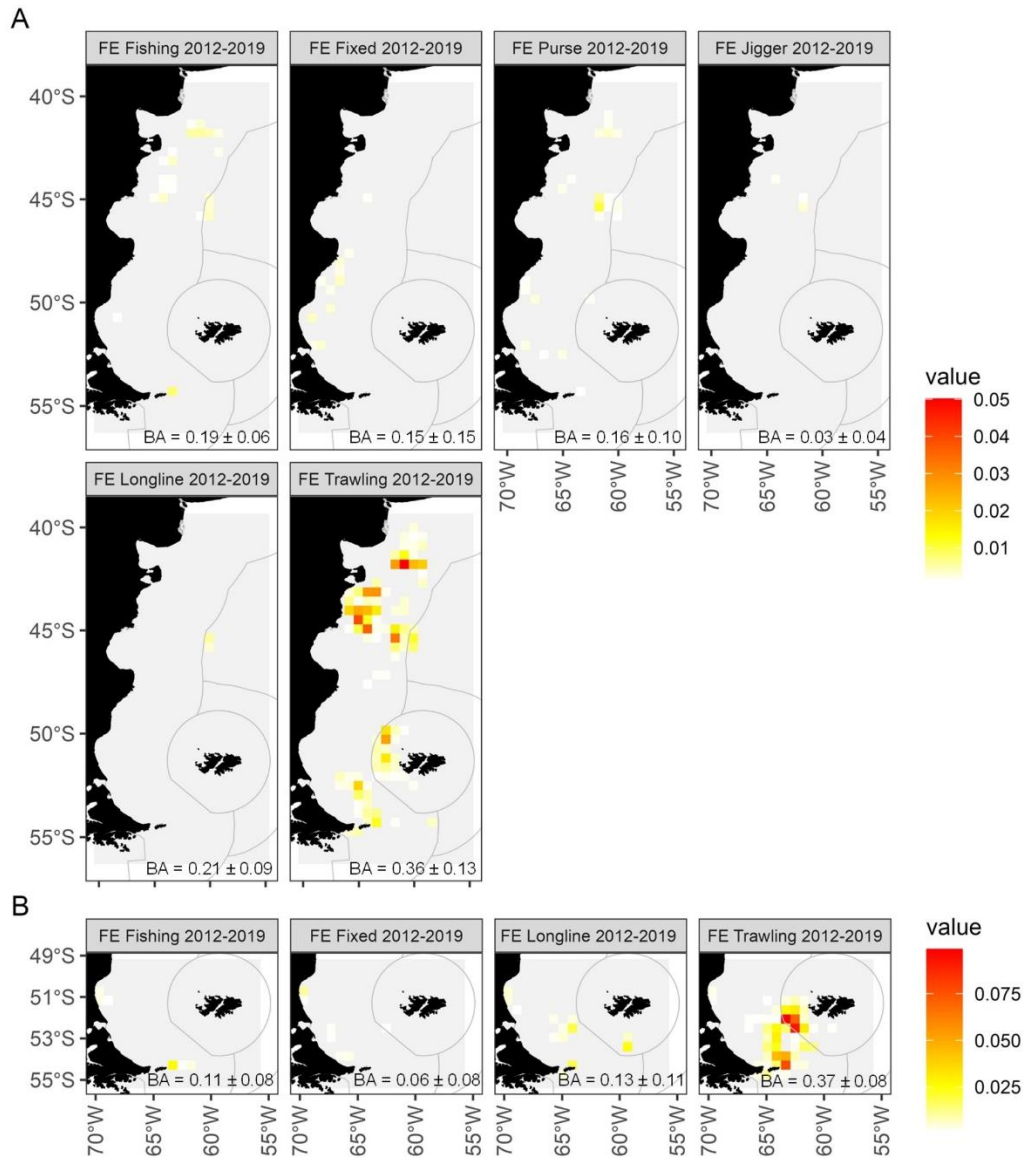 A
FE Fishing 2012-2019 FE Fixed 2012-2019 FE Purse 2012-2019 FE Jigger 2012-2019
40°S
45°S
50°S
55°S
BA = 0.19 ± 0.06 BA = 0.15 ± 0.15 BA = 0.16 ± 0.10 BA = 0.03 ± 0.04
70°W 65°W 60°W 55°W 70°W 65°W 60°W 55°W
value
0.05
0.04
0.03
0.02
0.01
FE Longline 2012-2019 FE Trawling 2012-2019
40°S
45°S
50°S
55°S
BA = 0.21 ± 0.09 BA = 0.36 ± 0.13
70°W 65°W 60°W 55°W 70°W 65°W 60°W 55°W
B
FE Fishing 2012-2019 FE Fixed 2012-2019 FE Longline 2012-2019 FE Trawling 2012-2019
49°S
51°S
53°S
55°S
BA = 0.11 ± 0.08 BA = 0.06 ± 0.08 BA = 0.13 ± 0.11 BA = 0.37 ± 0.08
70°W 65°W 60°W 55°W 70°W 65°W 60°W 55°W 70°W 65°W 60°W 55°W 70°W 65°W 60°W 55°W
value
0.075
0.050
0.025